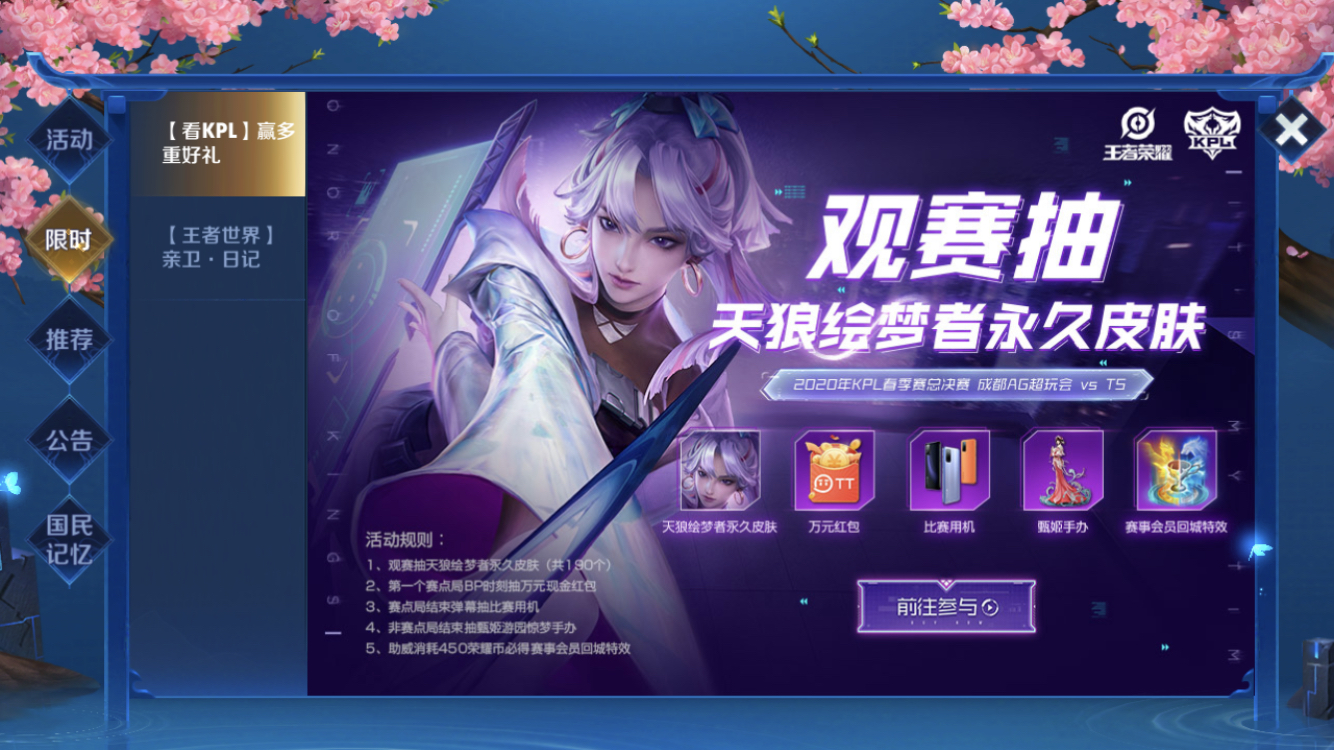 活动
限时
推荐
公告
国民
记忆
【看KPL】赢多
重好礼
【王者世界】
亲卫·日记
王者荣耀
KPL
观赛抽
天狼绘梦者永久皮肤
2020年KPL春季赛总决赛 成都AG超玩会 vs TS
TT
天狼绘梦者永久皮肤
万元红包
比赛用机
甄姬手办
赛事会员回城特效
活动规则：
1、观赛抽天狼绘梦者永久皮肤（共190个）
2、第一个赛点局BP时刻抽万元现金红包
3、赛点局结束弹幕抽比赛用机
4、非赛点局结束抽甄姬游园惊梦手办
5、助威消耗450荣耀币必得赛事会员回城特效
前往参与